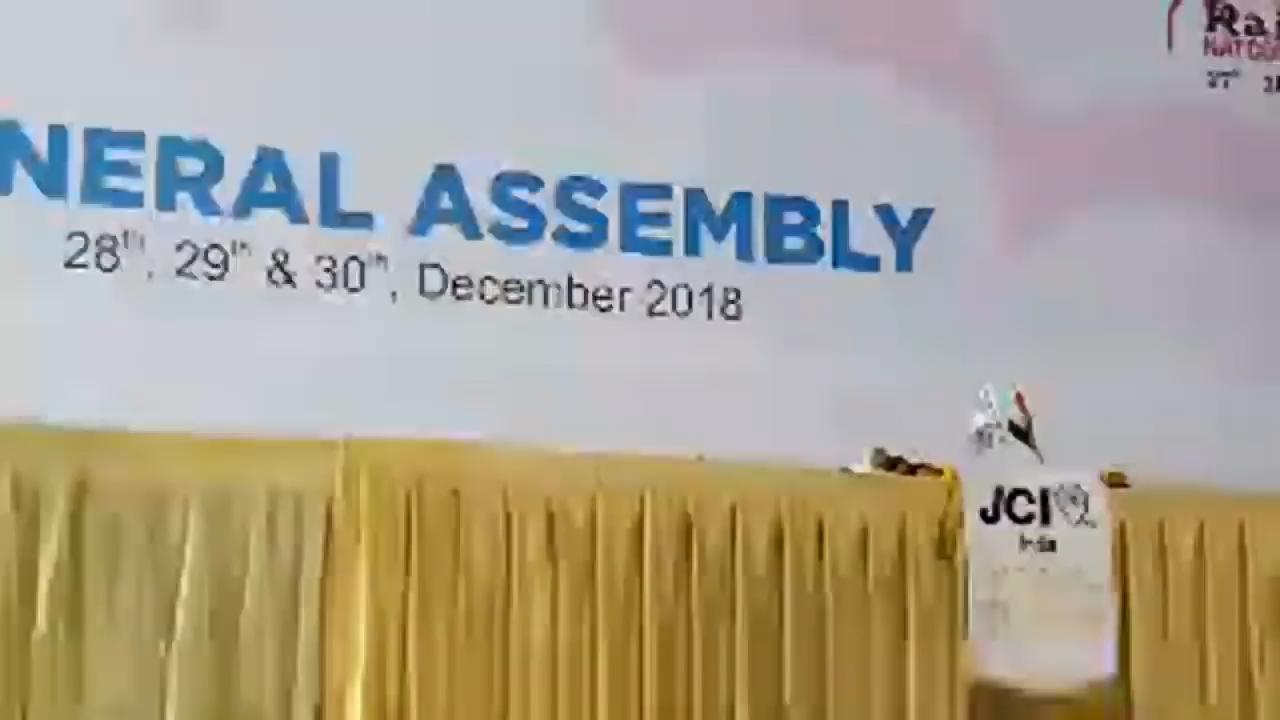 NERAL ASSEMBLY
28th, 29th & 30th, December 2018
JCI
India